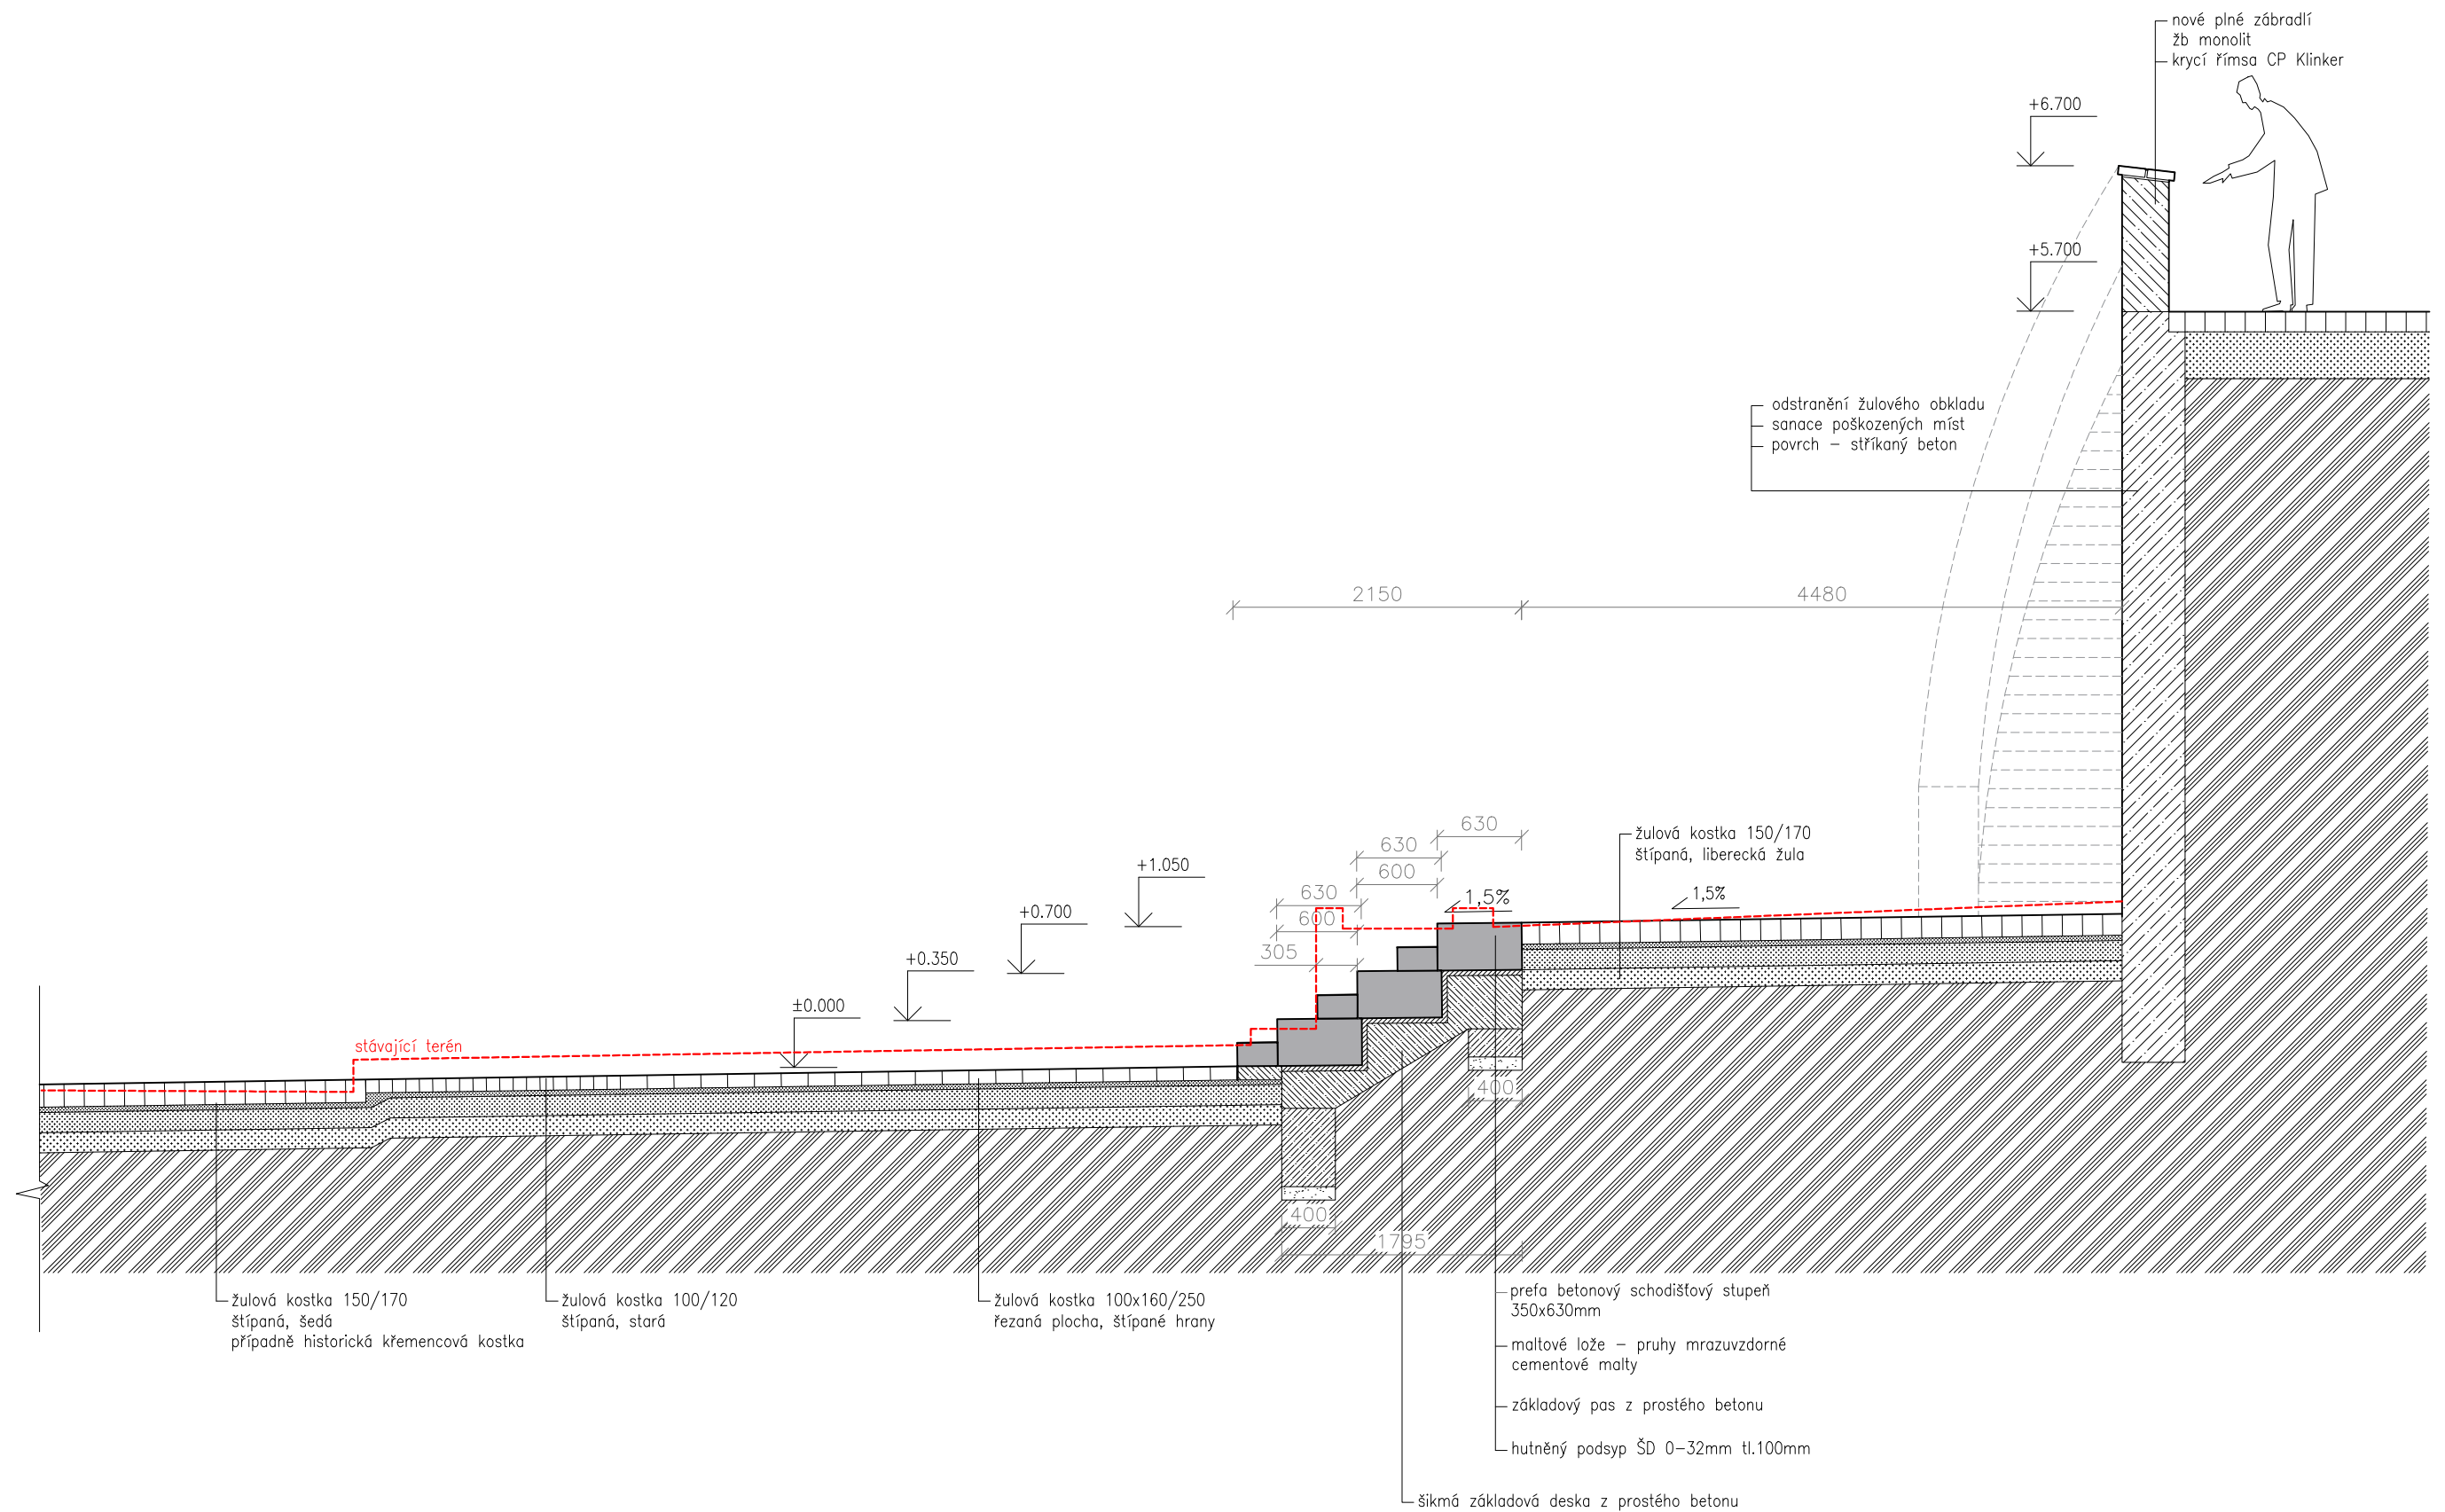 nové plné zábradlí
žb monolit
krycí římsa CP Klinker
+6.700
+5.700
odstranění žulového obkladu
sanace poškozených míst
povrch – stříkaný beton
2150
4480
630
630
600
630
600
305
1,5%
1,5%
žulová kostka 150/170
štípaná, liberecká žula
+1.050
+0.700
+0.350
±0.000
stávající terén
400
400
1795
žulová kostka 150/170
štípaná, šedá
případně historická křemencová kostka
žulová kostka 100/120
štípaná, stará
žulová kostka 100x160/250
řezaná plocha, štípané hrany
prefa betonový schodišťový stupeň
350x630mm
maltové lože – pruhy mrazuvzdorné
cementové malty
základový pas z prostého betonu
hutněný podsyp ŠD 0–32mm tl.100mm
šikmá základová deska z prostého betonu